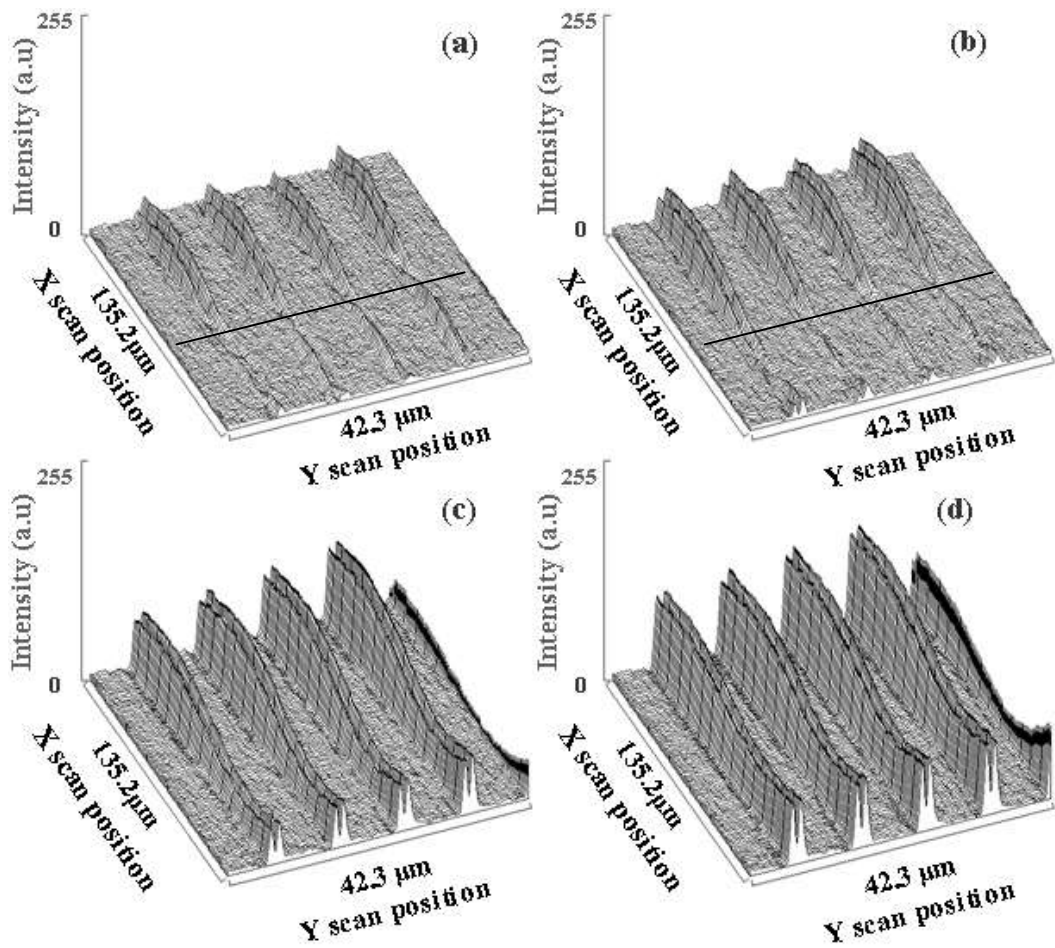 255
Intensity (a.u)
0
(a)
X scan position
135.2µm
42.3 µm
Y scan position
255
Intensity (a.u)
0
(b)
X scan position
135.2µm
42.3 µm
Y scan position
255
Intensity (a.u)
0
(c)
X scan position
135.2µm
42.3 µm
Y scan position
255
Intensity (a.u)
0
(d)
X scan position
135.2µm
42.3 µm
Y scan position